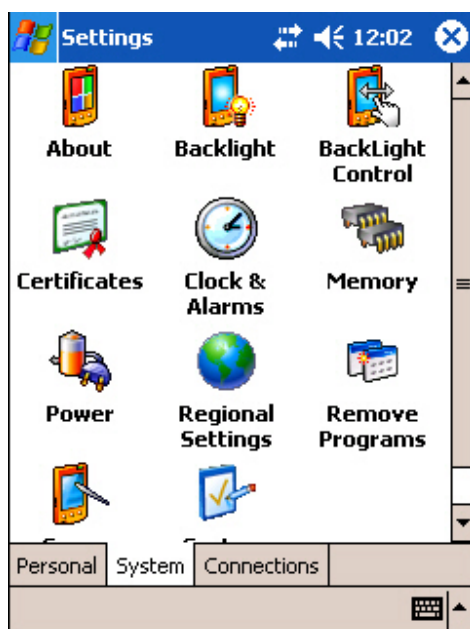 Settings 12:02
About Backlight BackLight Control
Certificates Clock & Alarms Memory
Power Regional Settings Remove Programs
Personal System Connections